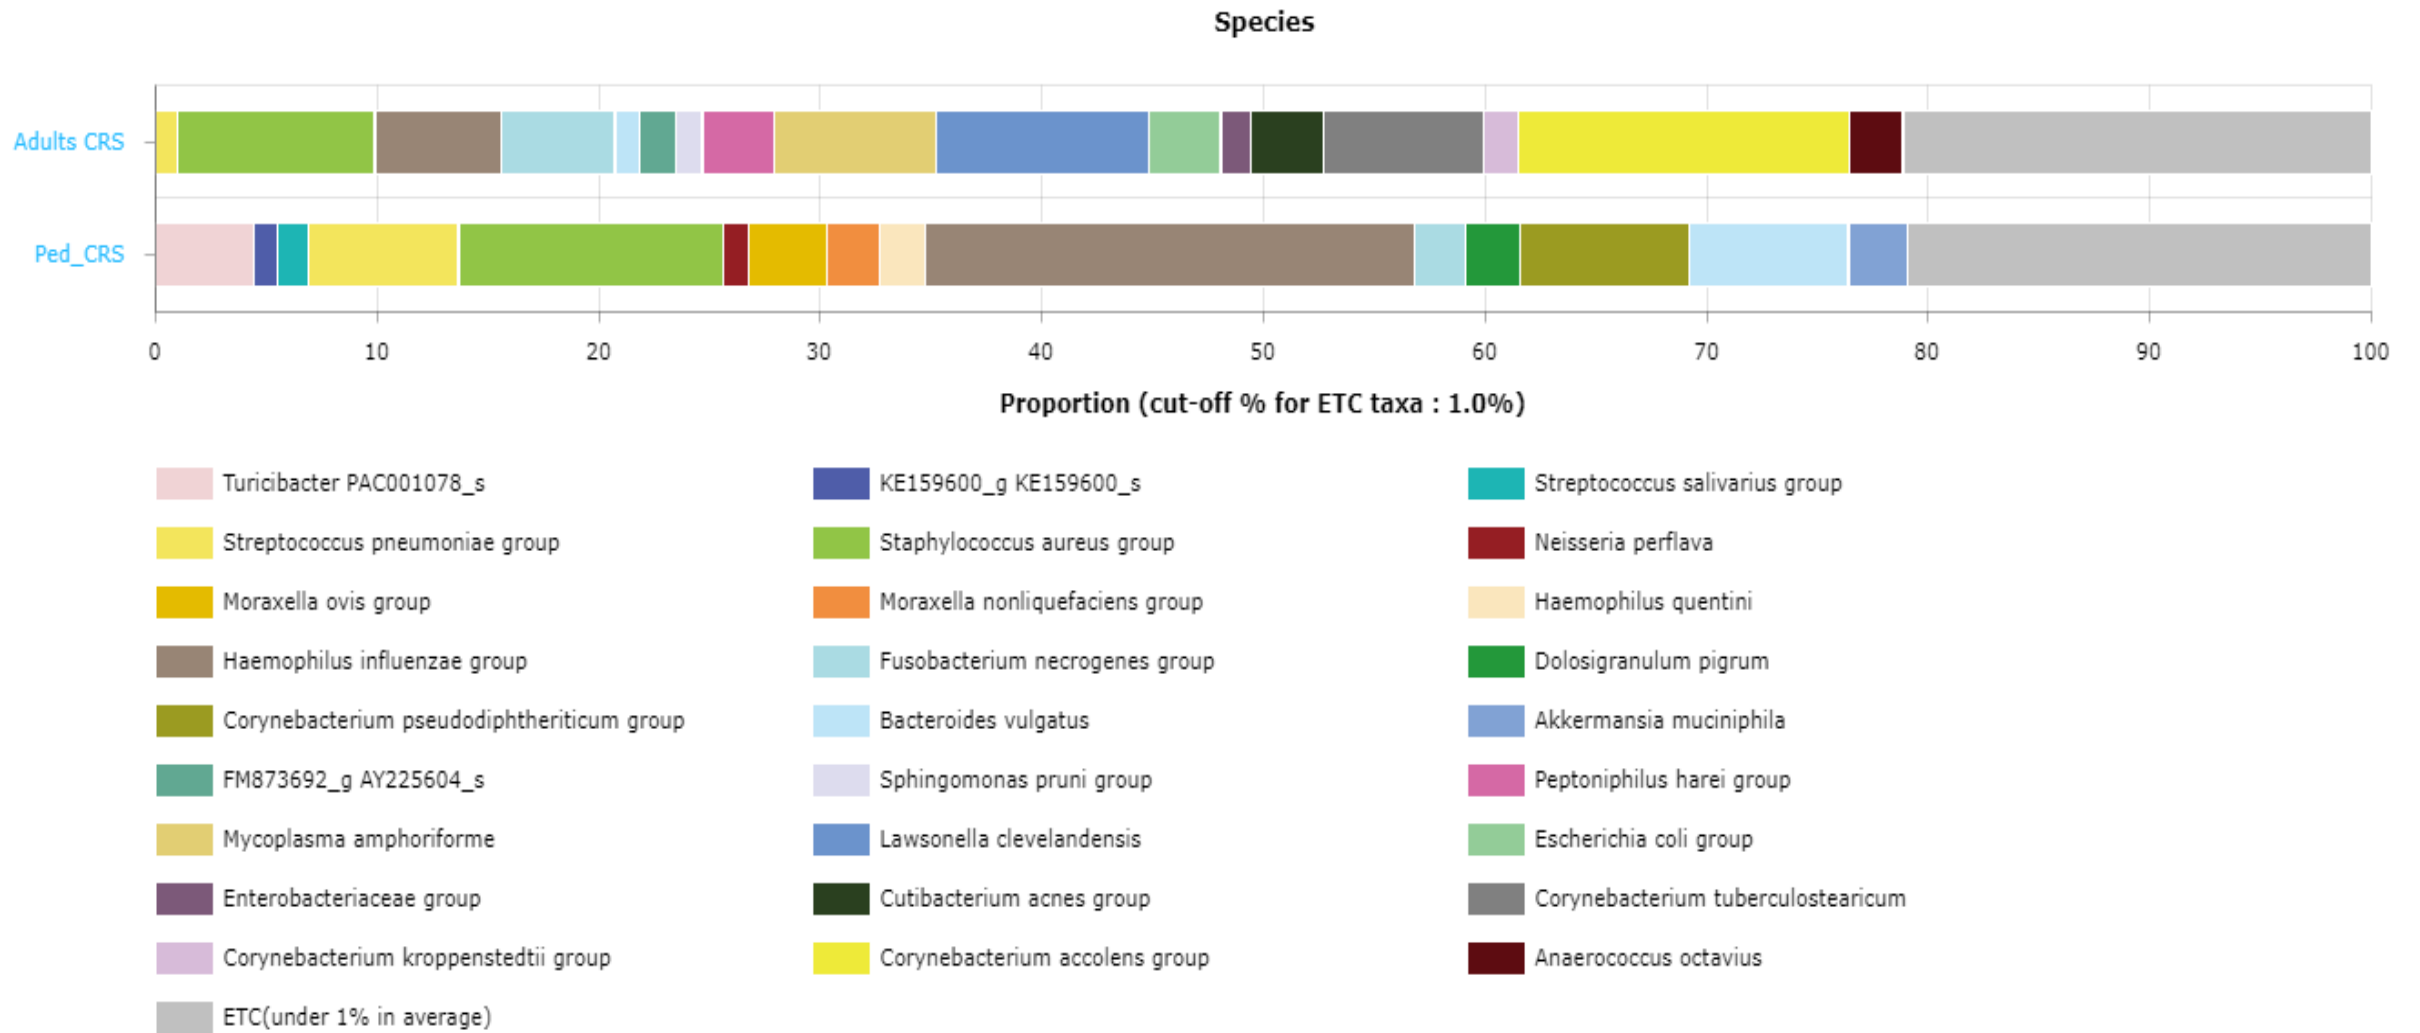 Species
Adults CRS
Ped_CRS
0 10 20 30 40 50 60 70 80 90 100
Proportion (cut-off % for ETC taxa : 1.0%)
Turicibacter PAC001078_s KE159600_g KE159600_s Streptococcus salivarius group
Streptococcus pneumoniae group Staphylococcus aureus group Neisseria perflava
Moraxella ovis group Moraxella nonliquefaciens group Haemophilus quentini
Haemophilus influenzae group Fusobacterium necrogenes group Dolosigranulum pigrum
Corynebacterium pseudodiphtheriticum group Bacteroides vulgatus Akkermansia muciniphila
FM873692_g AY225604_s Sphingomonas pruni group Peptoniphilus harei group
Mycoplasma amphoriforme Lawsonella clevelandensis Escherichia coli group
Enterobacteriaceae group Cutibacterium acnes group Corynebacterium tuberculostearicum
Corynebacterium kroppenstedtii group Corynebacterium accolens group Anaerococcus octavius
ETC(under 1% in average)